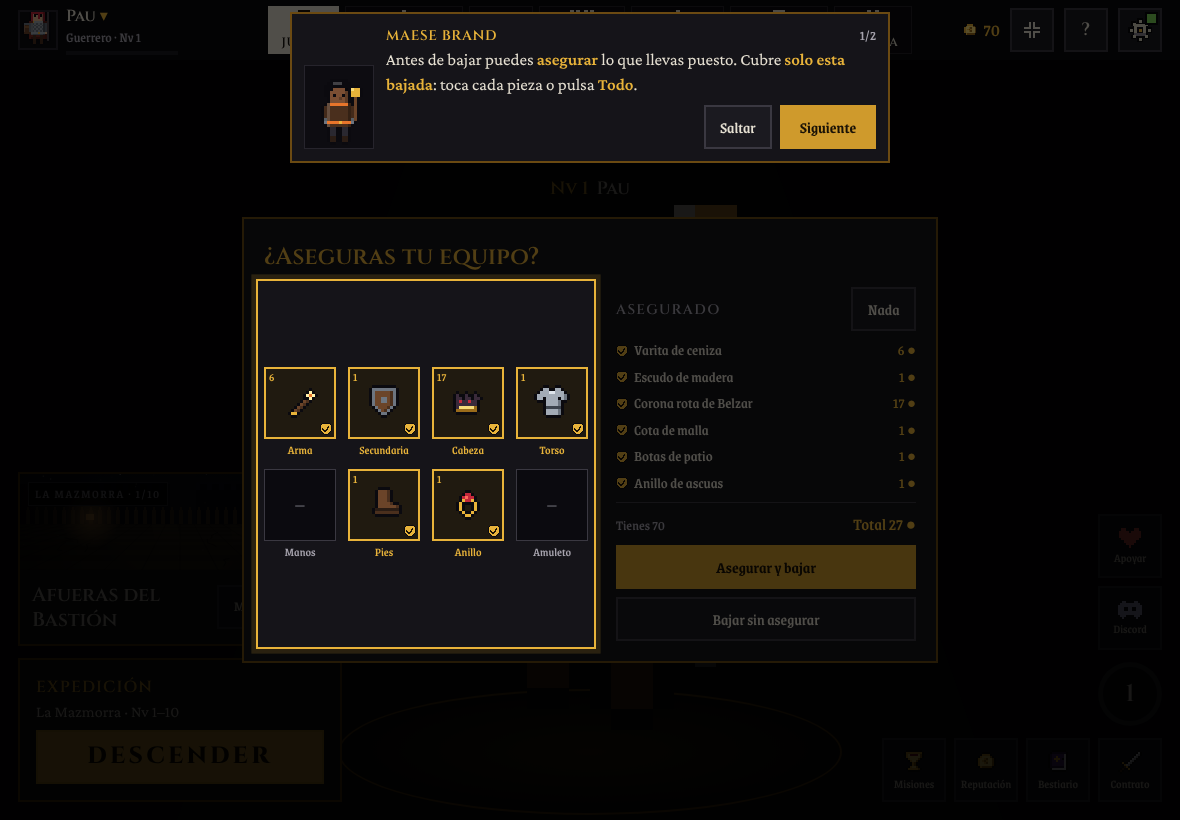 Pau ▾
Guerrero · Nv 1
70
?
MAESE BRAND
1/2
Antes de bajar puedes asegurar lo que llevas puesto. Cubre solo esta
bajada: toca cada pieza o pulsa Todo.
Saltar
Siguiente
Nv 1 Pau
¿Aseguras tu equipo?
6
1
17
1
Arma
Secundaria
Cabeza
Torso
–
1
1
–
Manos
Pies
Anillo
Amuleto
ASEGURADO
Nada
Varita de ceniza 6
Escudo de madera 1
Corona rota de Belzar 17
Cota de malla 1
Botas de patio 1
Anillo de ascuas 1
Tienes 70
Total 27
Asegurar y bajar
Bajar sin asegurar
LA MAZMORRA · 1/10
Afueras del
Bastión
EXPEDICIÓN
La Mazmorra · Nv 1–10
DESCENDER
Apoyar
Discord
Misiones
Reputación
Bestiario
Contrato